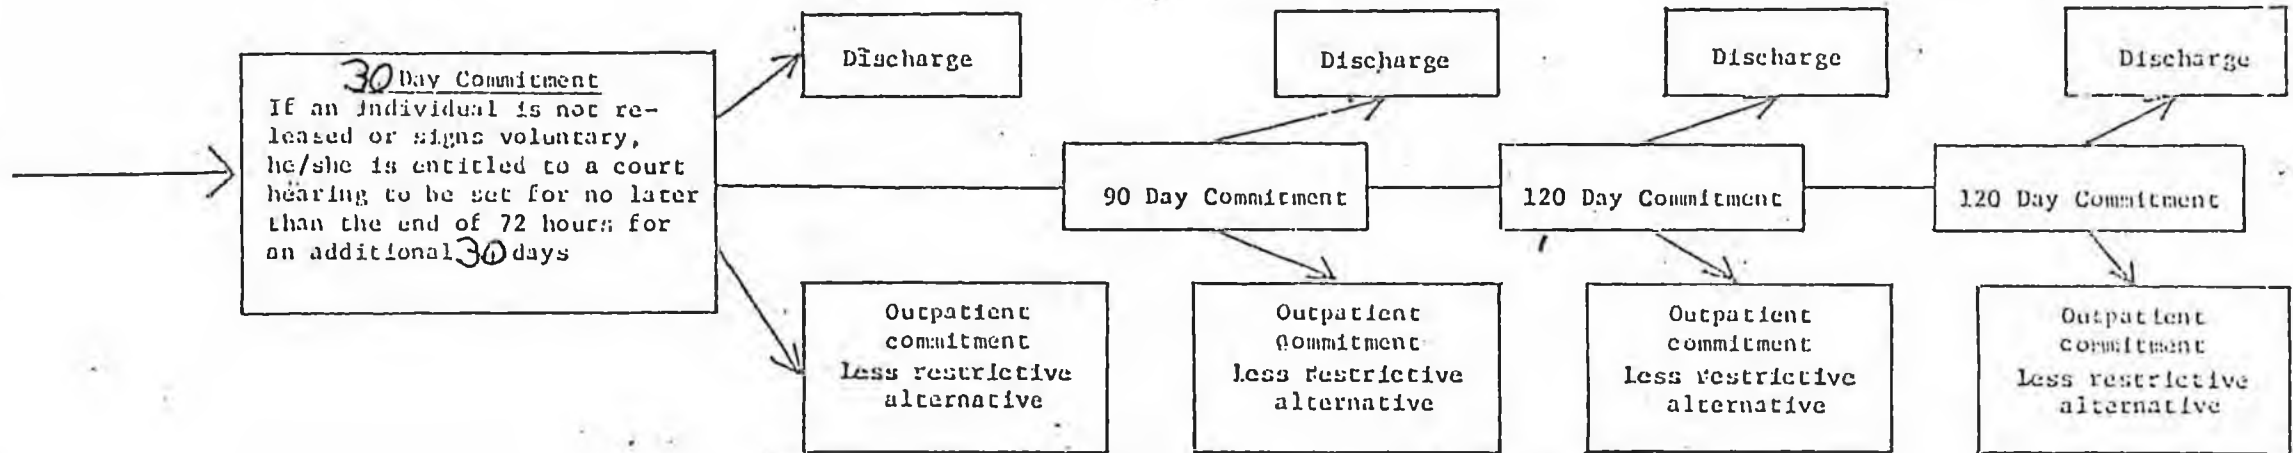 30 Day Commitment
If an individual is not re-
leased or signs voluntary,
he/she is entitled to a court
hearing to be set for no later
than the end of 72 hours for
an additional 30 days
Discharge
Discharge
Discharge
Discharge
90 Day Commitment
120 Day Commitment
120 Day Commitment
Outpatient
commitment
Less restrictive
alternative
Outpatient
commitment
Less restrictive
alternative
Outpatient
commitment
Less restrictive
alternative
Outpatient
commitment
Less restrictive
alternative